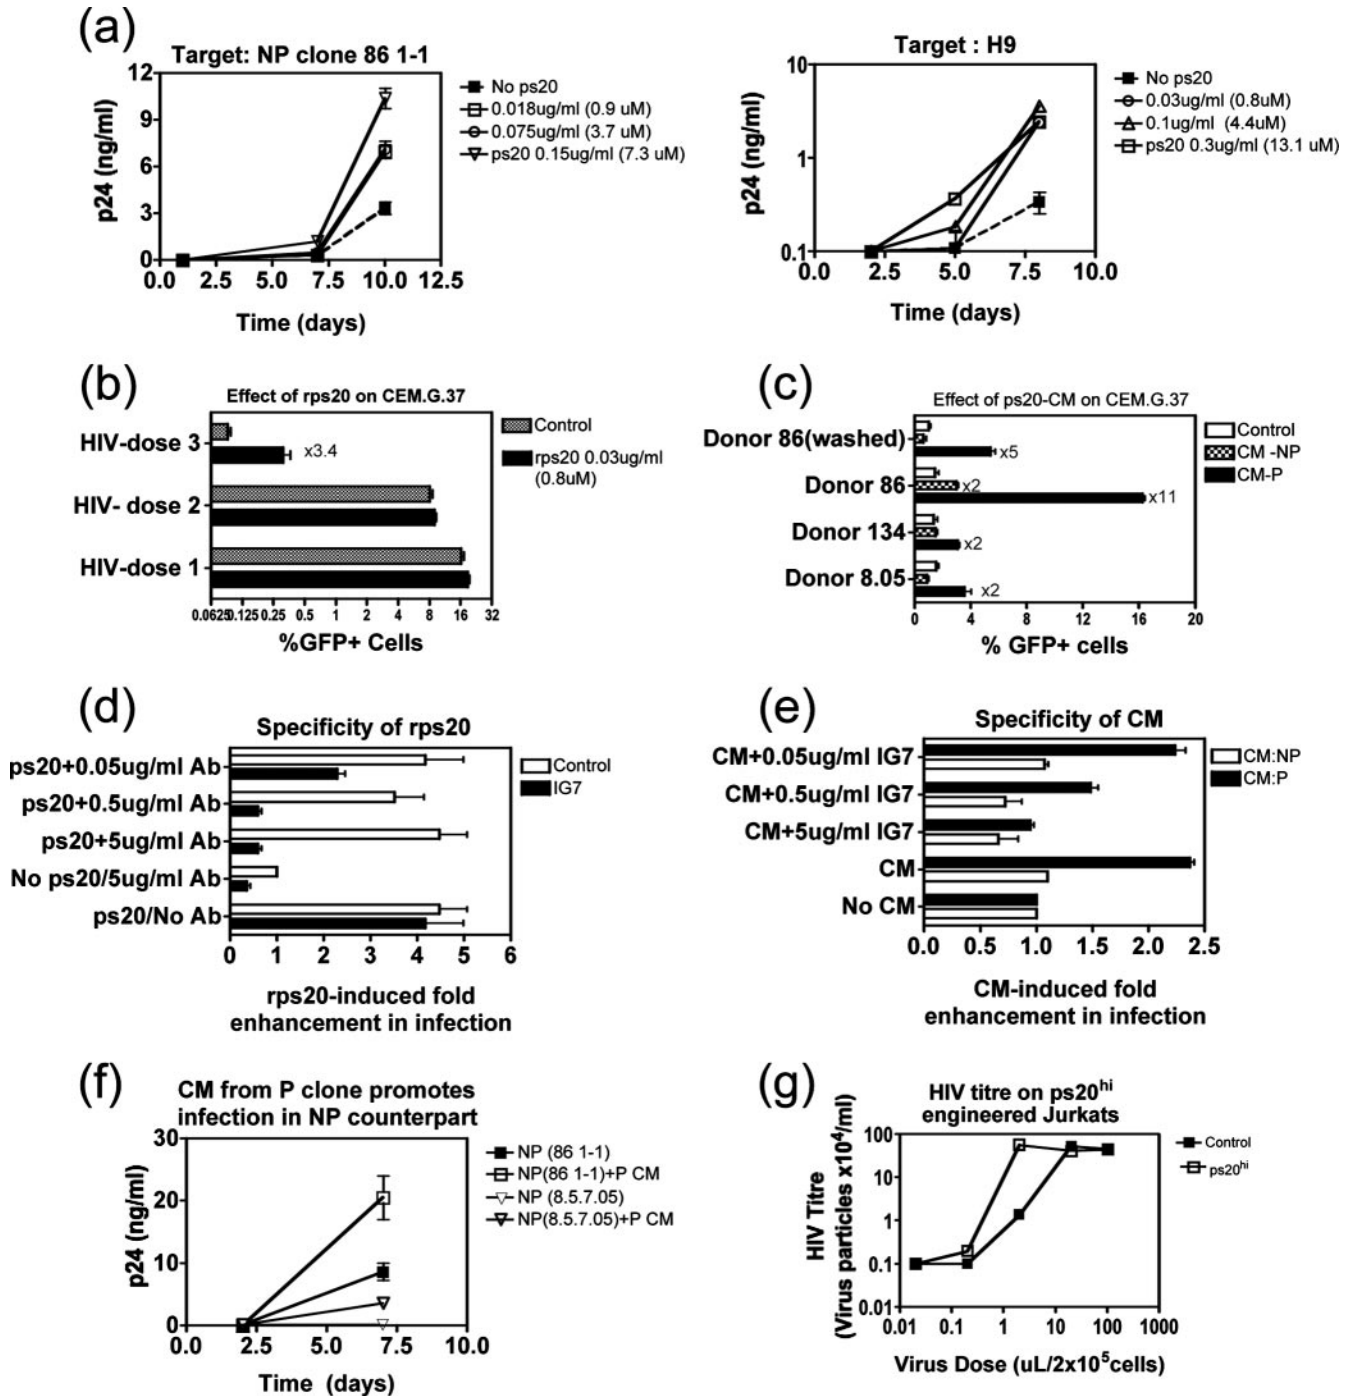 (a)
Target: NP clone 86 1-1
12
9
6
3
0
p24 (ng/ml)
0.0 2.5 5.0 7.5 10.0 12.5
Time (days)
No ps20
0.018ug/ml (0.9 uM)
0.075ug/ml (3.7 uM)
ps20 0.15ug/ml (7.3 uM)
Target : H9
10
1
0.1
p24 (ng/ml)
0.0 2.5 5.0 7.5 10.0
Time (days)
No ps20
0.03ug/ml (0.8uM)
0.1ug/ml (4.4uM)
ps20 0.3ug/ml (13.1 uM)
(b)
Effect of rps20 on CEM.G.37
HIV-dose 3
x3.4
HIV- dose 2
HIV-dose 1
0.0625 0.125 0.25 0.5 1 2 4 8 16 32
%GFP+ Cells
Control
rps20 0.03ug/ml
(0.8uM)
(c)
Effect of ps20-CM on CEM.G.37
Donor 86(washed)
x5
Donor 86
x2
x11
Donor 134
x2
Donor 8.05
x2
0 4 8 12 16 20
% GFP+ cells
Control
CM -NP
CM-P
(d)
Specificity of rps20
ps20+0.05ug/ml Ab
ps20+0.5ug/ml Ab
ps20+5ug/ml Ab
No ps20/5ug/ml Ab
ps20/No Ab
0 1 2 3 4 5 6
rps20-induced fold
enhancement in infection
Control
IG7
(e)
Specificity of CM
CM+0.05ug/ml IG7
CM+0.5ug/ml IG7
CM+5ug/ml IG7
CM
No CM
0.0 0.5 1.0 1.5 2.0 2.5
CM-induced fold
enhancement in infection
CM:NP
CM:P
(f)
CM from P clone promotes
infection in NP counterpart
30
20
10
0
p24 (ng/ml)
0.0 2.5 5.0 7.5 10.0
Time (days)
NP (86 1-1)
NP(86 1-1)+P CM
NP (8.5.7.05)
NP(8.5.7.05)+P CM
(g)
HIV titre on ps20hi
engineered Jurkats
HIV Titre
(Virus particles x10⁴/ml)
100
10
1
0.1
0.01
0.01 0.1 1 10 100 1000
Virus Dose (uL/2x10⁵cells)
Control
ps20hi